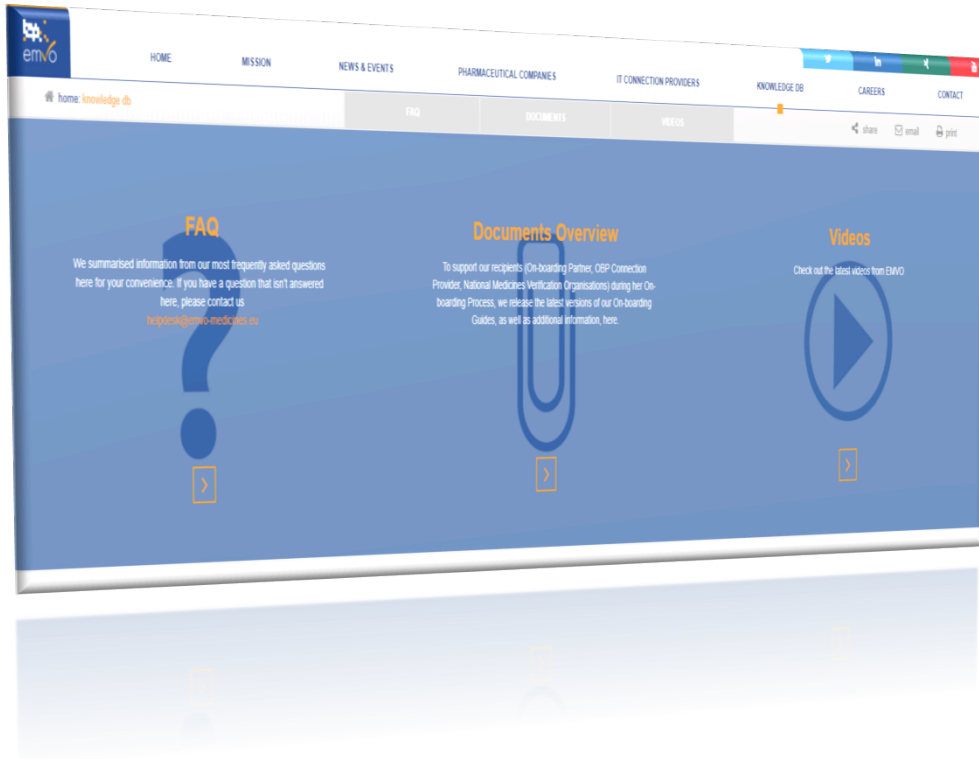 emvo
HOME
MISSION
NEWS & EVENTS
PHARMACEUTICAL COMPANIES
IT CONNECTION PROVIDERS
KNOWLEDGE DB
CAREERS
CONTACT
home: knowledge db
FAQ
DOCUMENTS
VIDEOS
share
email
print
FAQ
We summarised information from our most frequently asked questions
here for your convenience. If you have a question that isn't answered
here, please contact us
helpdesk@emvo-medicines.eu
Documents Overview
To support our recipients (On-boarding Partner, OBP Connection
Provider, National Medicines Verification Organisations) during her On-
boarding Process, we release the latest versions of our On-boarding
Guides, as well as additional information, here.
Videos
Check out the latest videos from EMVO